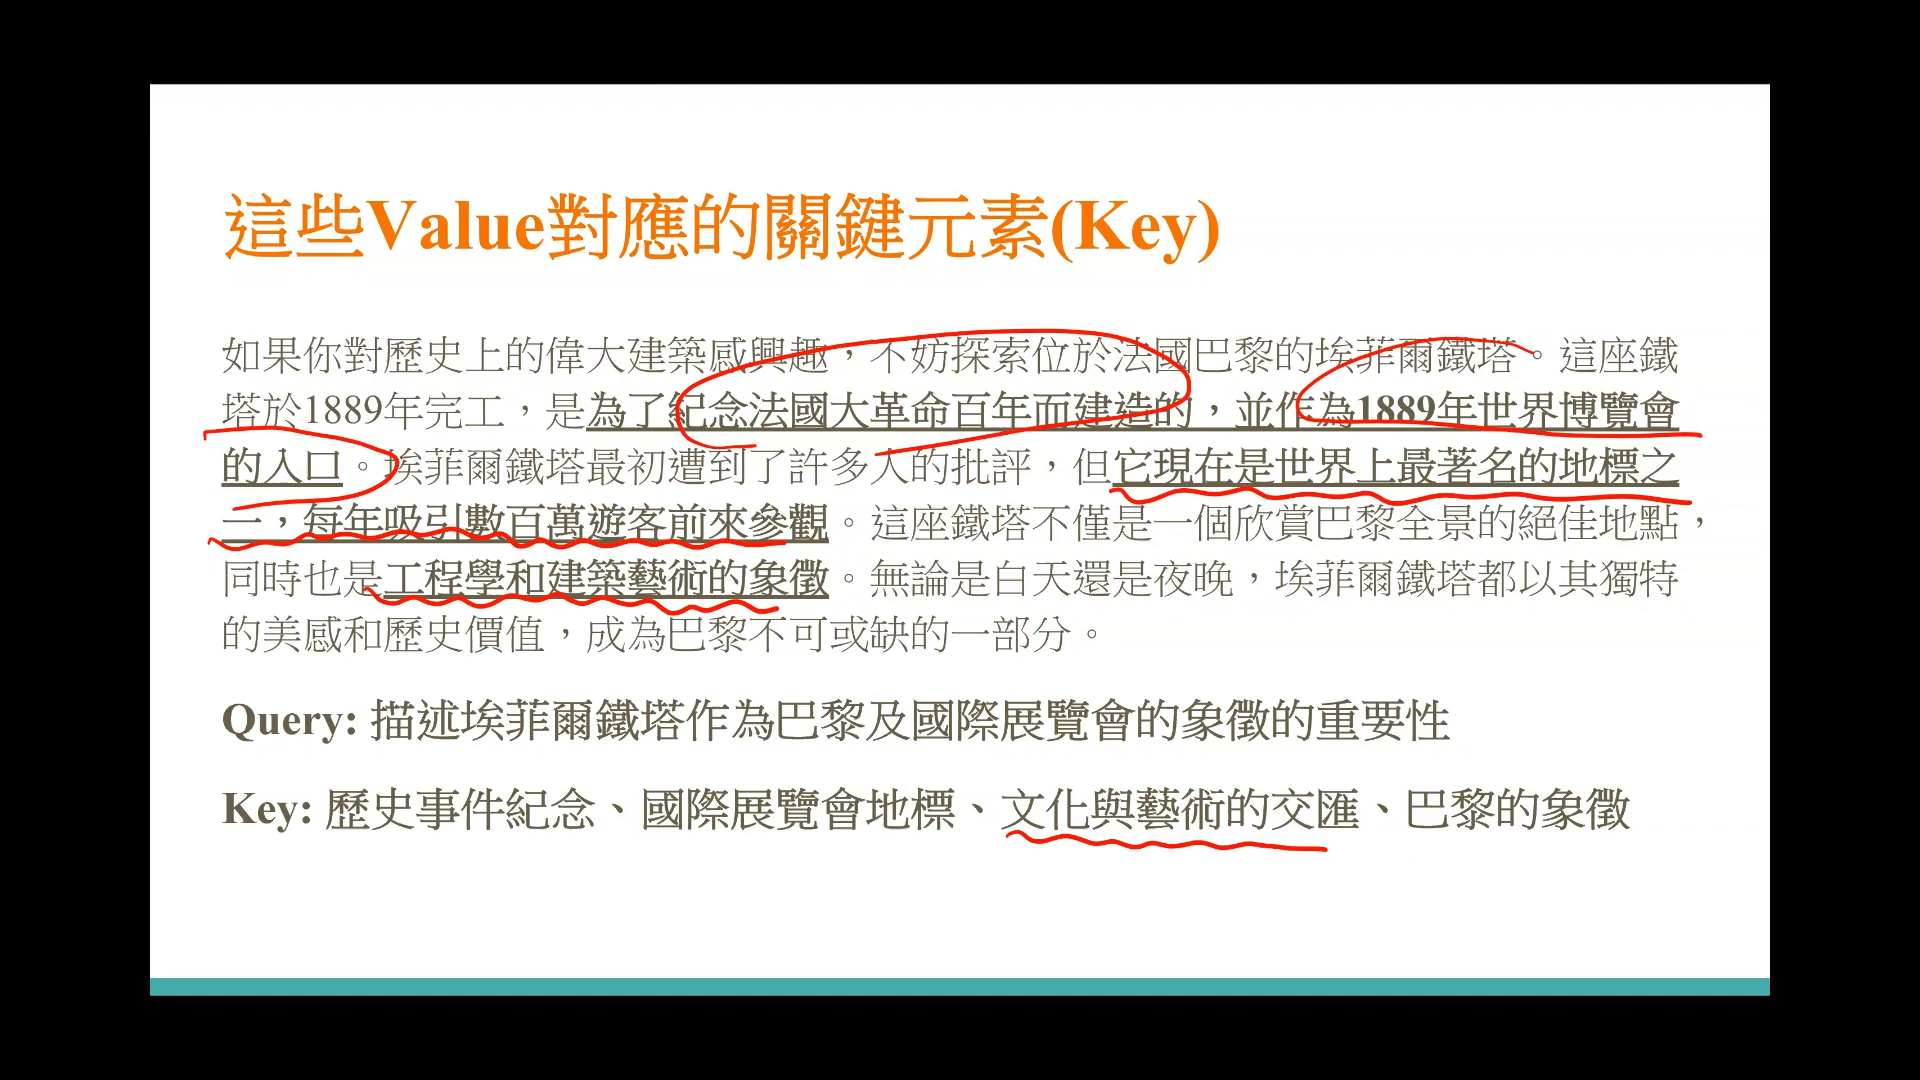 這些Value對應的關鍵元素(Key)
如果你對歷史上的偉大建築感興趣，不妨探索位於法國巴黎的埃菲爾鐵塔。這座鐵
塔於1889年完工，是為了紀念法國大革命百年而建造的，並作為1889年世界博覽會
的入口。埃菲爾鐵塔最初遭到了許多人的批評，但它現在是世界上最著名的地標之
一，每年吸引數百萬遊客前來參觀。這座鐵塔不僅是一個欣賞巴黎全景的絕佳地點，
同時也是工程學和建築藝術的象徵。無論是白天還是夜晚，埃菲爾鐵塔都以其獨特
的美感和歷史價值，成為巴黎不可或缺的一部分。
Query: 描述埃菲爾鐵塔作為巴黎及國際展覽會的象徵的重要性
Key: 歷史事件紀念、國際展覽會地標、文化與藝術的交匯、巴黎的象徵